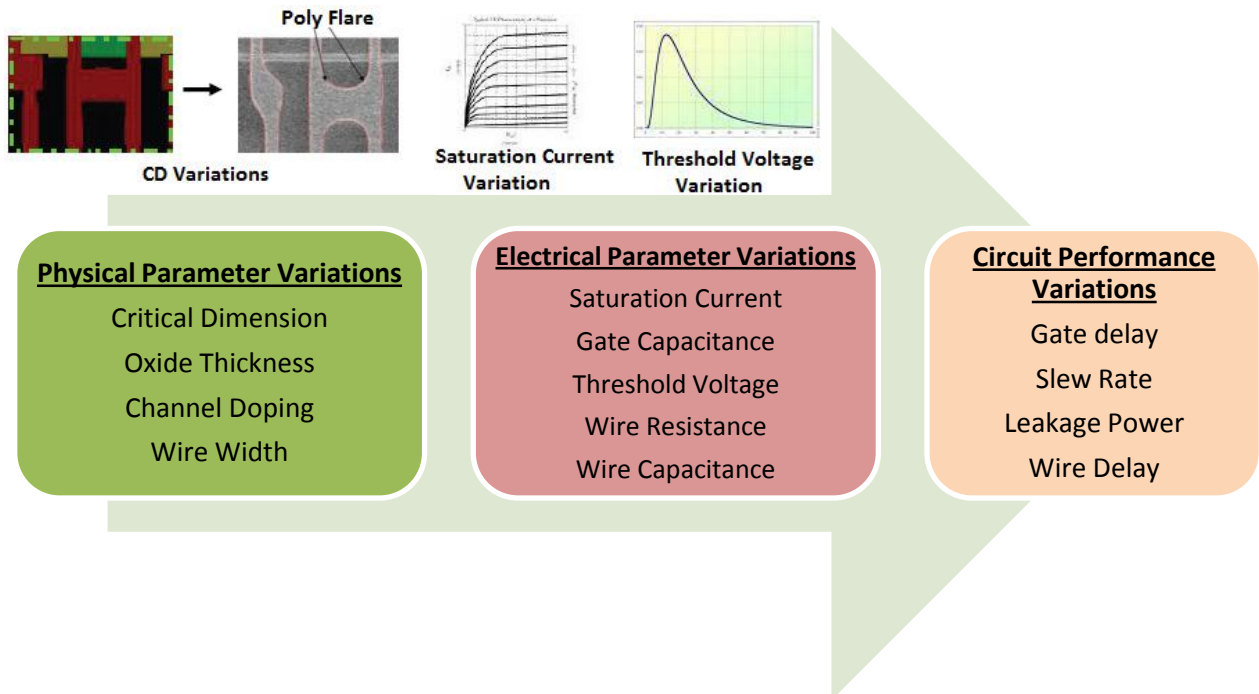 Poly Flare
CD Variations
Saturation Current
Variation
Threshold Voltage
Variation
Physical Parameter Variations
Critical Dimension
Oxide Thickness
Channel Doping
Wire Width
Electrical Parameter Variations
Saturation Current
Gate Capacitance
Threshold Voltage
Wire Resistance
Wire Capacitance
Circuit Performance
Variations
Gate delay
Slew Rate
Leakage Power
Wire Delay